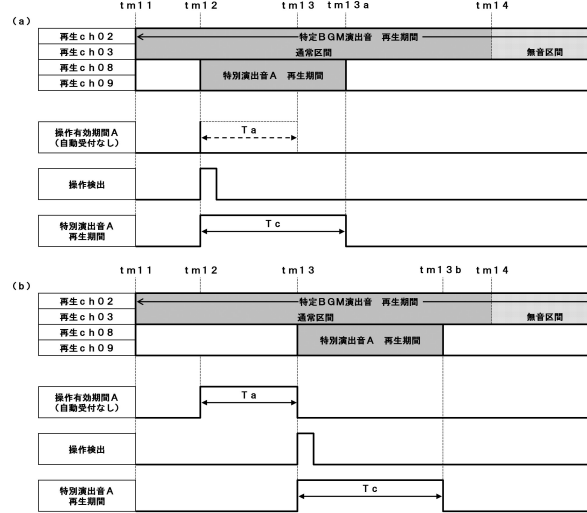 tm11 tm12 tm13 tm13a tm14
(a)
再生ch02
再生ch03
再生ch08
再生ch09
特定BGM演出音 再生期間
通常区間
無音区間
特別演出音A 再生期間
操作有効期間A
(自動受付なし)
Ta
操作検出
特別演出音A
再生期間
Tc
tm11 tm12 tm13 tm13b tm14
(b)
再生ch02
再生ch03
再生ch08
再生ch09
特定BGM演出音 再生期間
通常区間
無音区間
特別演出音A 再生期間
操作有効期間A
(自動受付なし)
Ta
操作検出
特別演出音A
再生期間
Tc